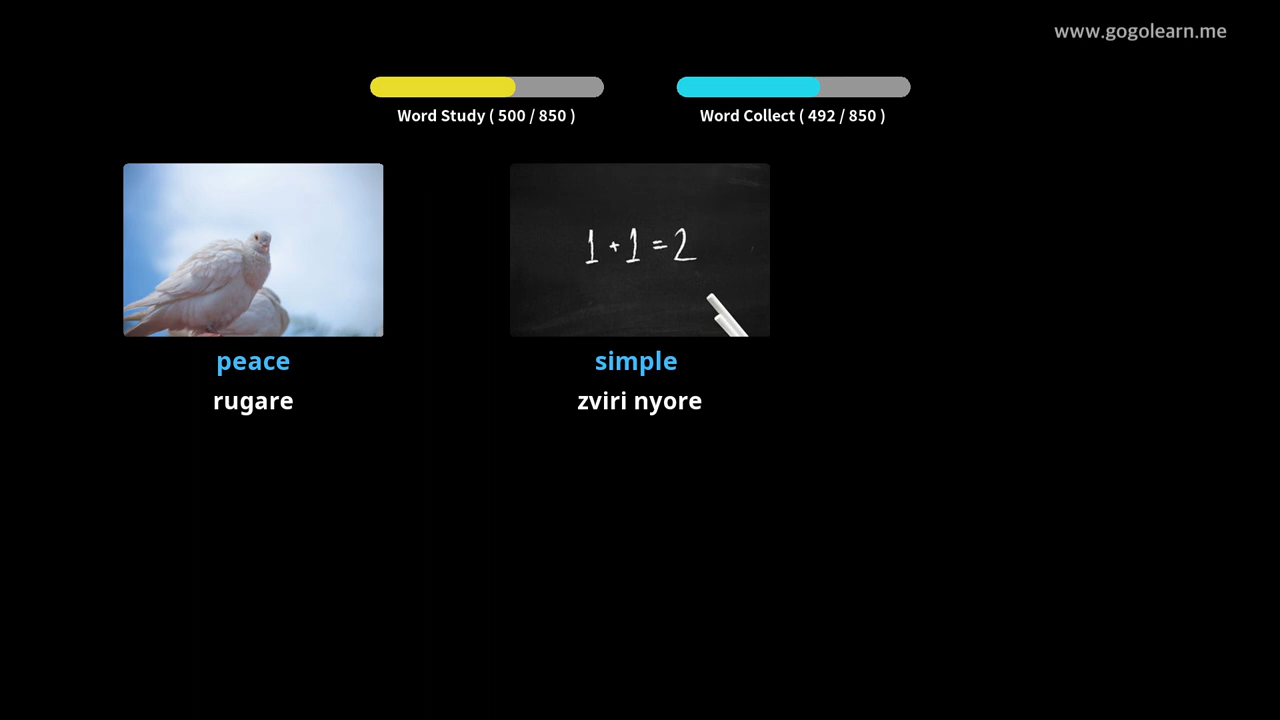 www.gogolearn.me
Word Study ( 500 / 850 )
Word Collect ( 492 / 850 )
1 + 1 = 2
peace
simple
rugare
zviri nyore